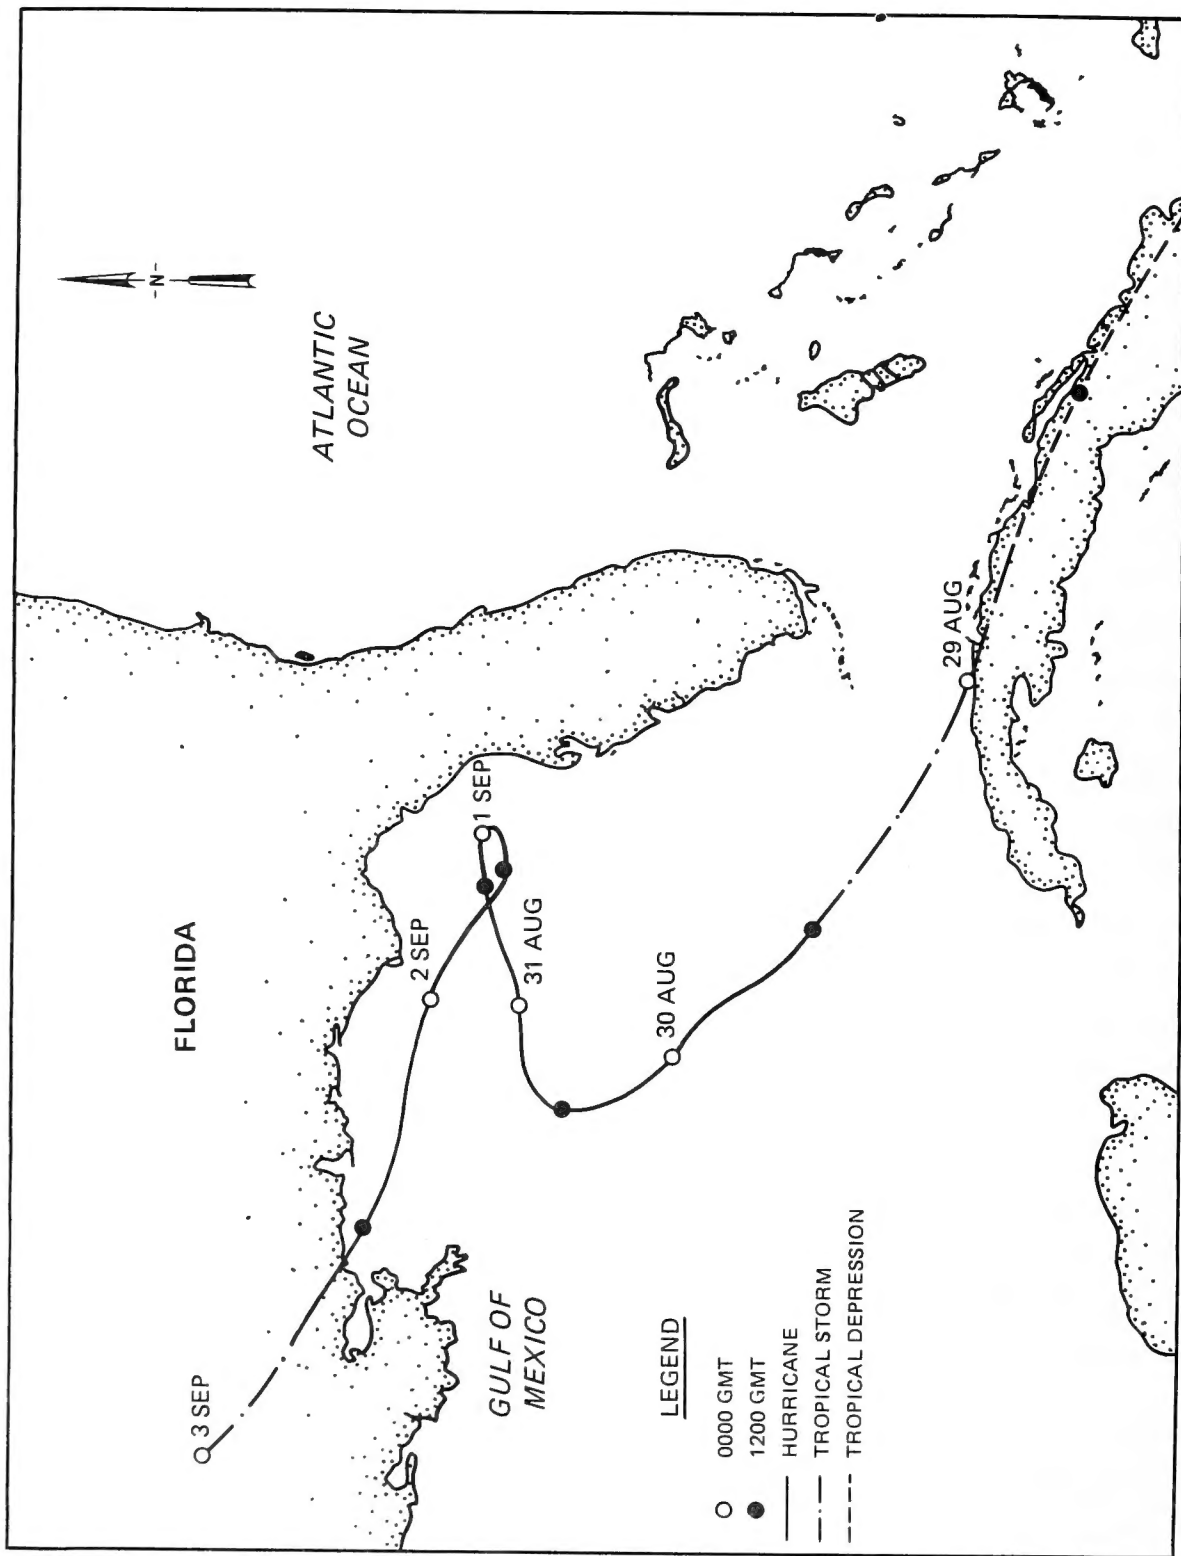 -N-
ATLANTIC
OCEAN
FLORIDA
3 SEP
2 SEP
1 SEP
31 AUG
30 AUG
29 AUG
GULF OF
MEXICO
LEGEND
0000 GMT
1200 GMT
HURRICANE
TROPICAL STORM
TROPICAL DEPRESSION